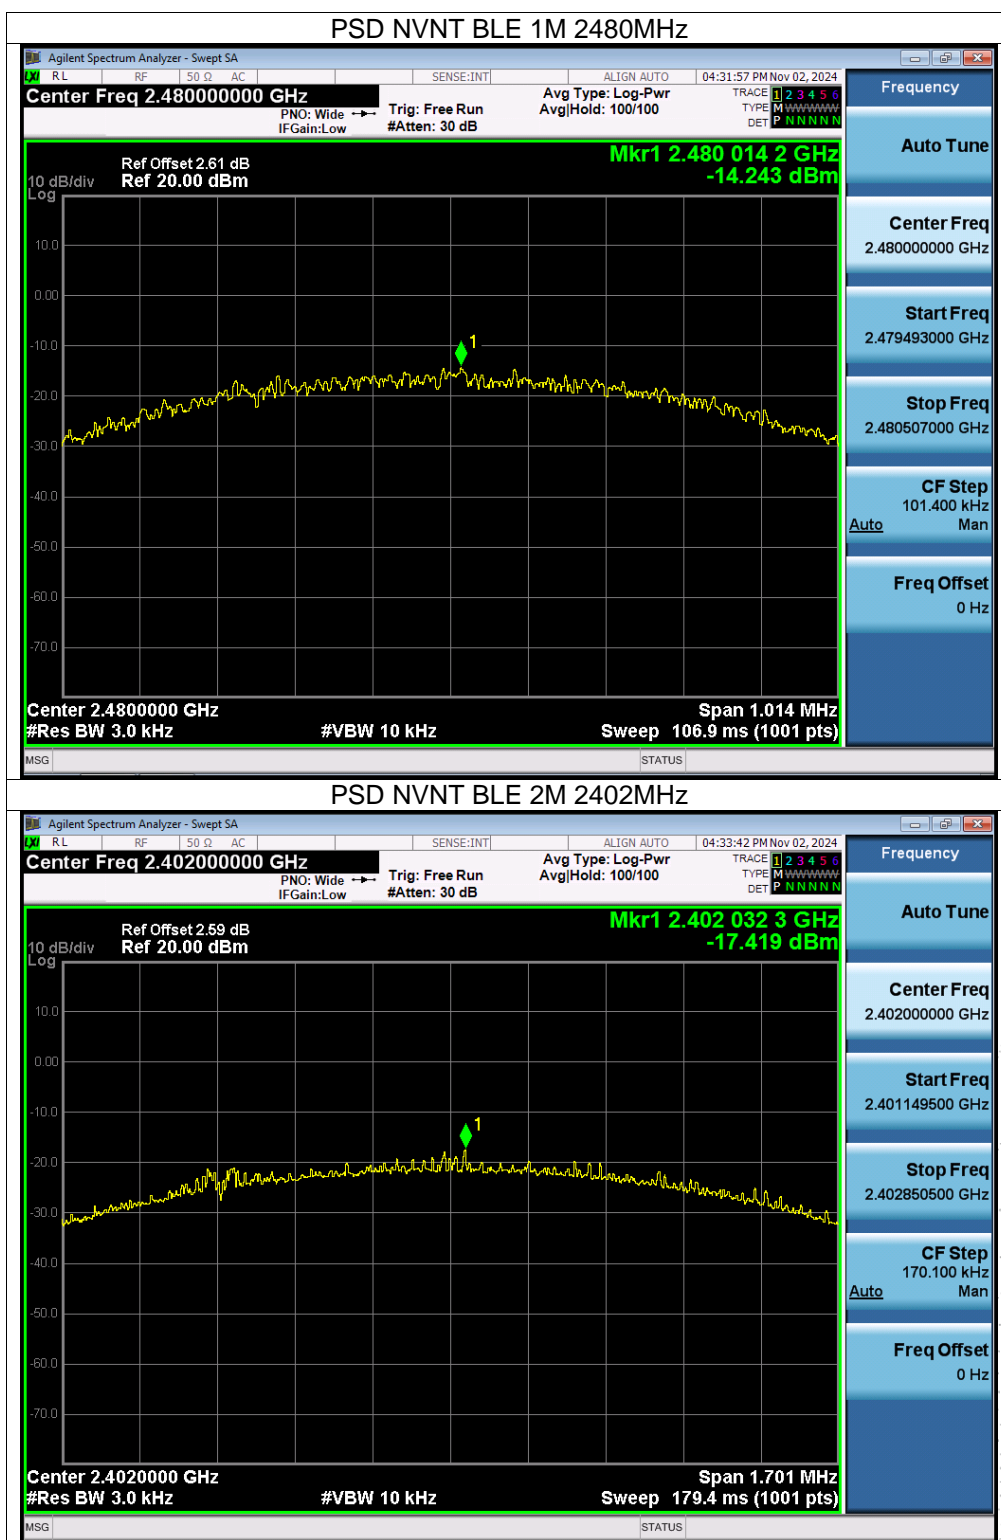 PSD NVNT BLE 1M 2480MHz
Agilent Spectrum Analyzer - Swept SA
LXI RL RF 50 Ω AC SENSE:INT ALIGN AUTO 04:31:57 PM Nov 02, 2024
Center Freq 2.480000000 GHz
PNO: Wide
IFGain:Low
Trig: Free Run
#Atten: 30 dB
Avg Type: Log-Pwr
Avg|Hold: 100/100
TRACE 1 2 3 4 5 6
TYPE M WWWWW
DET P N N N N N
Mkr1 2.480 014 2 GHz
-14.243 dBm
Ref Offset 2.61 dB
10 dB/div Ref 20.00 dBm
Log
10.0
0.00
-10.0
-20.0
-30.0
-40.0
-50.0
-60.0
-70.0
1
Center 2.4800000 GHz Span 1.014 MHz
#Res BW 3.0 kHz #VBW 10 kHz Sweep 106.9 ms (1001 pts)
MSG STATUS
Frequency
Auto Tune
Center Freq
2.480000000 GHz
Start Freq
2.479493000 GHz
Stop Freq
2.480507000 GHz
CF Step
101.400 kHz
Auto Man
Freq Offset
0 Hz
PSD NVNT BLE 2M 2402MHz
Agilent Spectrum Analyzer - Swept SA
LXI RL RF 50 Ω AC SENSE:INT ALIGN AUTO 04:33:42 PM Nov 02, 2024
Center Freq 2.402000000 GHz
PNO: Wide
IFGain:Low
Trig: Free Run
#Atten: 30 dB
Avg Type: Log-Pwr
Avg|Hold: 100/100
TRACE 1 2 3 4 5 6
TYPE M WWWWW
DET P N N N N N
Mkr1 2.402 032 3 GHz
-17.419 dBm
Ref Offset 2.59 dB
10 dB/div Ref 20.00 dBm
Log
10.0
0.00
-10.0
-20.0
-30.0
-40.0
-50.0
-60.0
-70.0
1
Center 2.4020000 GHz Span 1.701 MHz
#Res BW 3.0 kHz #VBW 10 kHz Sweep 179.4 ms (1001 pts)
MSG STATUS
Frequency
Auto Tune
Center Freq
2.402000000 GHz
Start Freq
2.401149500 GHz
Stop Freq
2.402850500 GHz
CF Step
170.100 kHz
Auto Man
Freq Offset
0 Hz